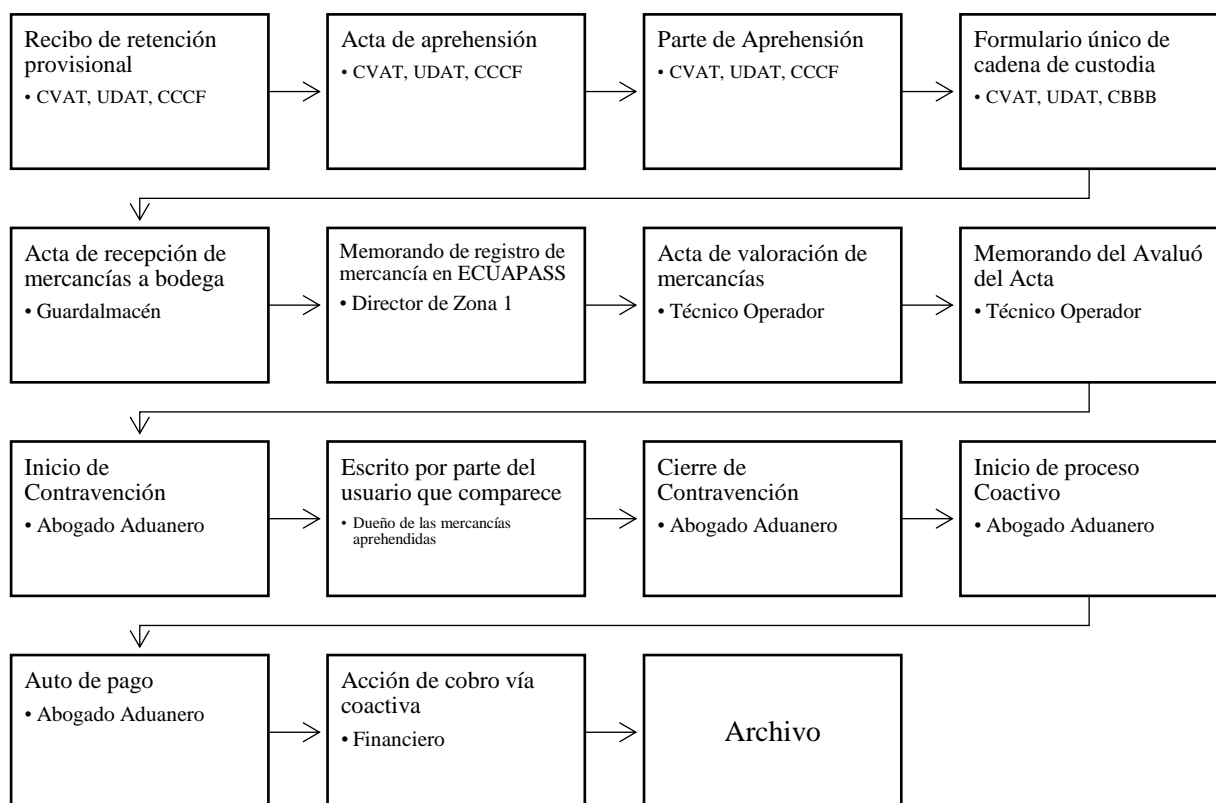 Recibo de retención
provisional
• CVAT, UDAT, CCCF
Acta de aprehensión
• CVAT, UDAT, CCCF
Parte de Aprehensión
• CVAT, UDAT, CCCF
Formulario único de
cadena de custodia
• CVAT, UDAT, CBBB
Acta de recepción de
mercancías a bodega
• Guardalmacén
Memorando de registro de
mercancía en ECUAPASS
• Director de Zona 1
Acta de valoración de
mercancías
• Técnico Operador
Memorando del Avaluó
del Acta
• Técnico Operador
Inicio de
Contravención
• Abogado Aduanero
Escrito por parte del
usuario que comparece
• Dueño de las mercancías
aprehendidas
Cierre de
Contravención
• Abogado Aduanero
Inicio de proceso
Coactivo
• Abogado Aduanero
Auto de pago
• Abogado Aduanero
Acción de cobro vía
coactiva
• Financiero
Archivo